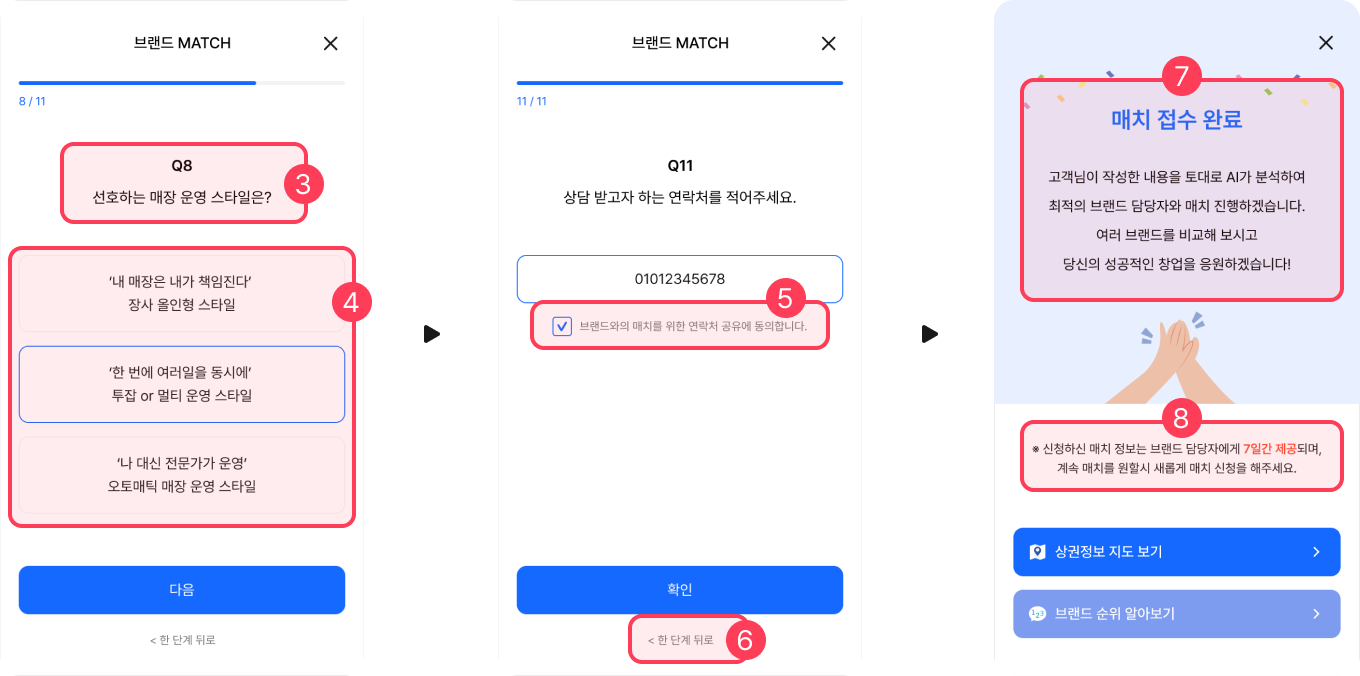 브랜드 MATCH
8 / 11
Q8
선호하는 매장 운영 스타일은?
3
‘내 매장은 내가 책임진다’
장사 올인형 스타일
4
‘한 번에 여러일을 동시에’
투잡 or 멀티 운영 스타일
‘나 대신 전문가가 운영’
오토매틱 매장 운영 스타일
다음
< 한 단계 뒤로
브랜드 MATCH
11 / 11
Q11
상담 받고자 하는 연락처를 적어주세요.
01012345678
5
브랜드와의 매치를 위한 연락처 공유에 동의합니다.
확인
< 한 단계 뒤로
6
7
매치 접수 완료
고객님이 작성한 내용을 토대로 AI가 분석하여
최적의 브랜드 담당자와 매치 진행하겠습니다.
여러 브랜드를 비교해 보시고
당신의 성공적인 창업을 응원하겠습니다!
8
※ 신청하신 매치 정보는 브랜드 담당자에게 7일간 제공되며,
계속 매치를 원할시 새롭게 매치 신청을 해주세요.
상권정보 지도 보기
123
브랜드 순위 알아보기